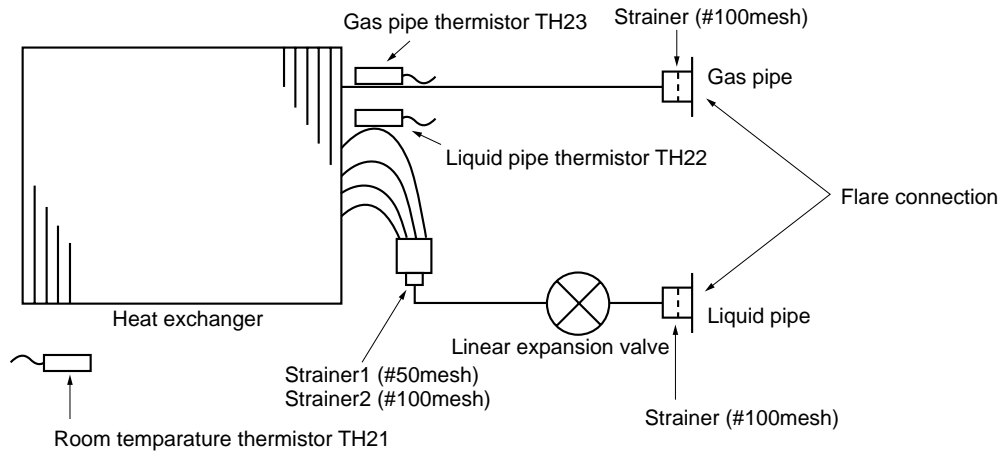 Gas pipe thermistor TH23
Strainer (#100mesh)
Gas pipe
Liquid pipe thermistor TH22
Flare connection
Heat exchanger
Liquid pipe
Linear expansion valve
Strainer1 (#50mesh)
Strainer2 (#100mesh)
Strainer (#100mesh)
Room temparature thermistor TH21